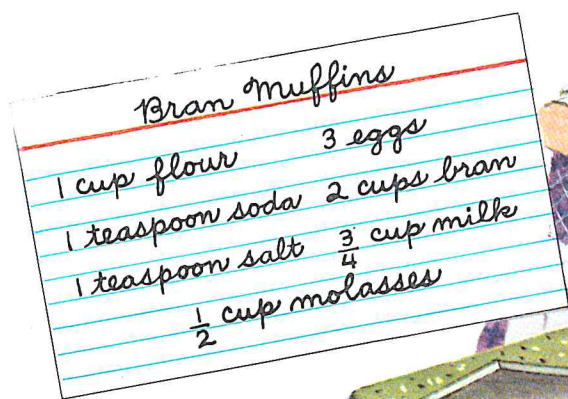 Bran Muffins
1 cup flour 3 eggs
1 teaspoon soda 2 cups bran
1 teaspoon salt 3/4 cup milk
1/2 cup molasses